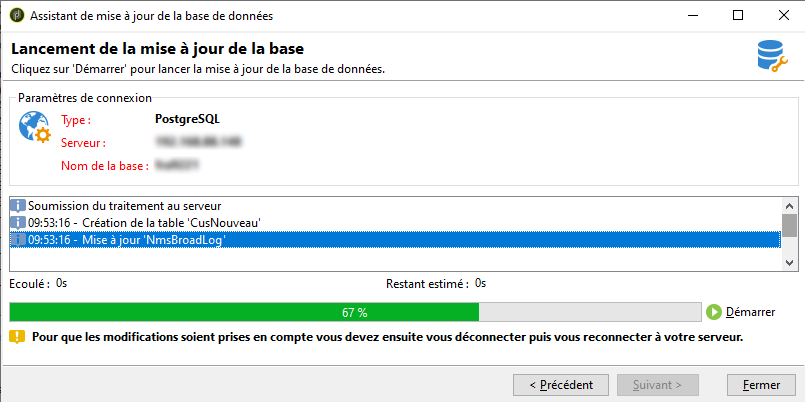 Assistant de mise à jour de la base de données
Lancement de la mise à jour de la base
Cliquez sur 'Démarrer' pour lancer la mise à jour de la base de données.
Paramètres de connexion
Type : PostgreSQL
Serveur :
Nom de la base :
Soumission du traitement au serveur
09:53:16 - Création de la table 'CusNouveau'
09:53:16 - Mise à jour 'NmsBroadLog'
Ecoulé : 0s Restant estimé : 0s
67 % Démarrer
Pour que les modifications soient prises en compte vous devez ensuite vous déconnecter puis vous reconnecter à votre serveur.
< Précédent Suivant > Fermer